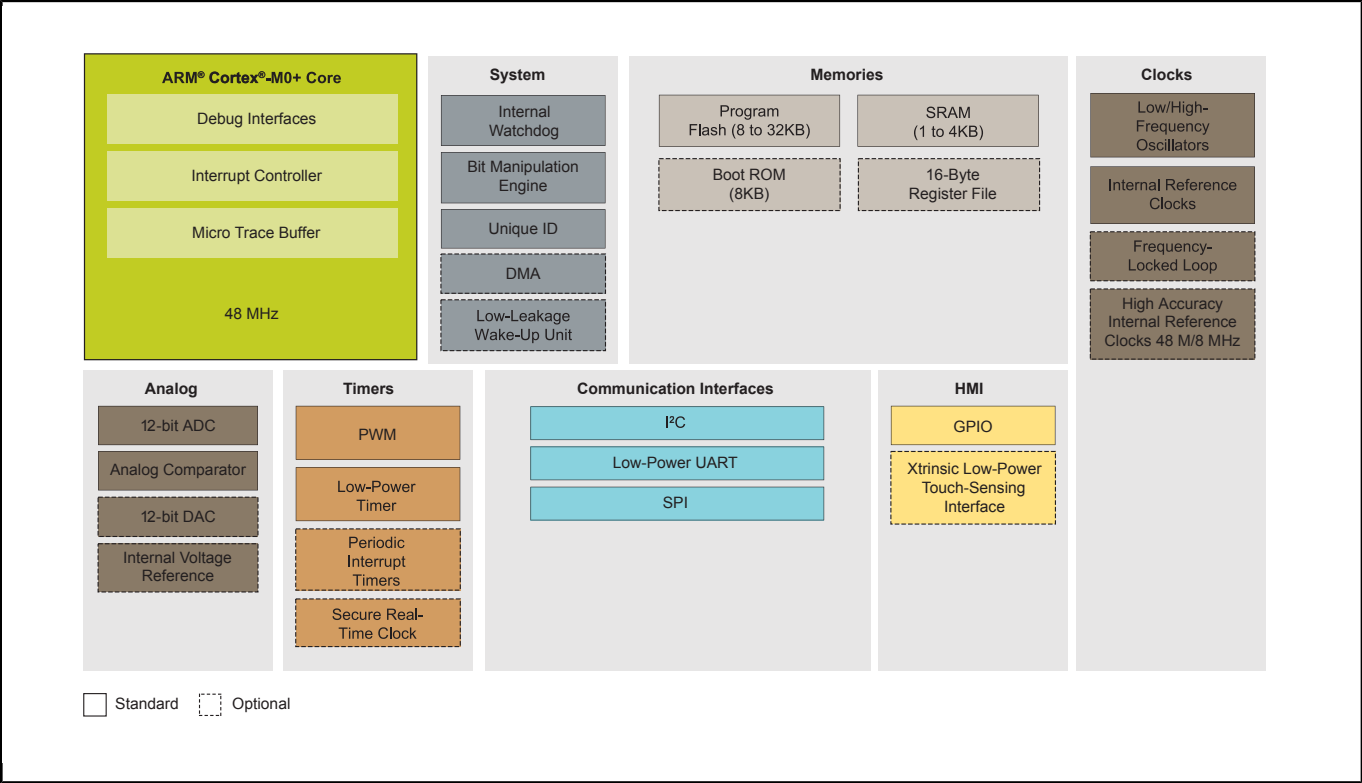 ARM® Cortex®-M0+ Core
Debug Interfaces
Interrupt Controller
Micro Trace Buffer
48 MHz
System
Internal
Watchdog
Bit Manipulation
Engine
Unique ID
DMA
Low-Leakage
Wake-Up Unit
Memories
Program
Flash (8 to 32KB)
SRAM
(1 to 4KB)
Boot ROM
(8KB)
16-Byte
Register File
Clocks
Low/High-
Frequency
Oscillators
Internal Reference
Clocks
Frequency-
Locked Loop
High Accuracy
Internal Reference
Clocks 48 M/8 MHz
Analog
12-bit ADC
Analog Comparator
12-bit DAC
Internal Voltage
Reference
Timers
PWM
Low-Power
Timer
Periodic
Interrupt
Timers
Secure Real-
Time Clock
Communication Interfaces
I²C
Low-Power UART
SPI
HMI
GPIO
Xtrinsic Low-Power
Touch-Sensing
Interface
Standard
Optional